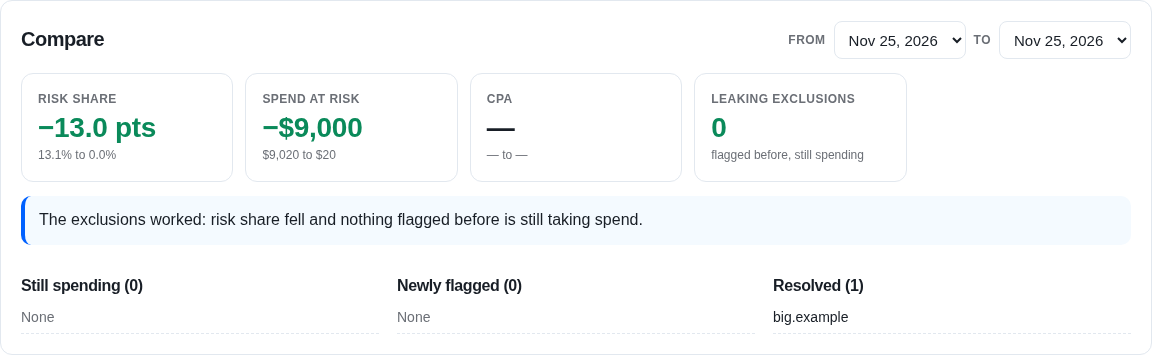 Compare
FROM Nov 25, 2026 TO Nov 25, 2026
RISK SHARE
−13.0 pts
13.1% to 0.0%
SPEND AT RISK
−$9,000
$9,020 to $20
CPA
—
— to —
LEAKING EXCLUSIONS
0
flagged before, still spending
The exclusions worked: risk share fell and nothing flagged before is still taking spend.
Still spending (0)
None
Newly flagged (0)
None
Resolved (1)
big.example